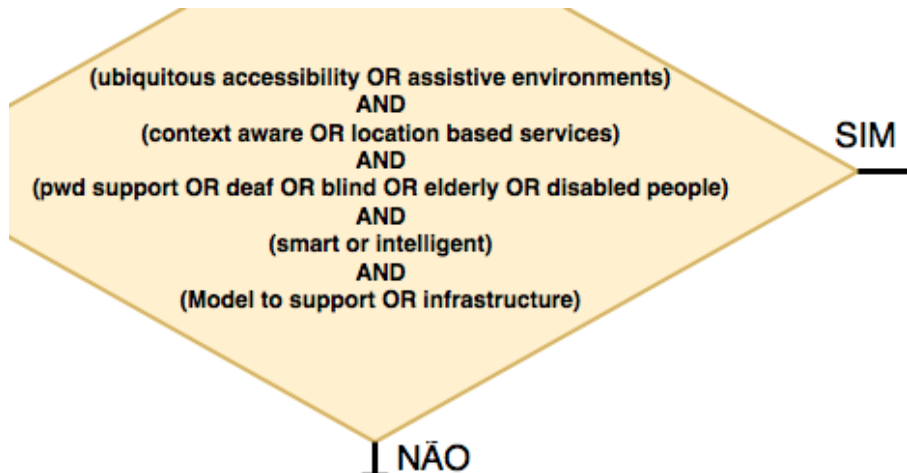 (ubiquitous accessibility OR assistive environments)
AND
(context aware OR location based services)
AND
(pwd support OR deaf OR blind OR elderly OR disabled people)
AND
(smart or intelligent)
AND
(Model to support OR infrastructure)
SIM
NÃO